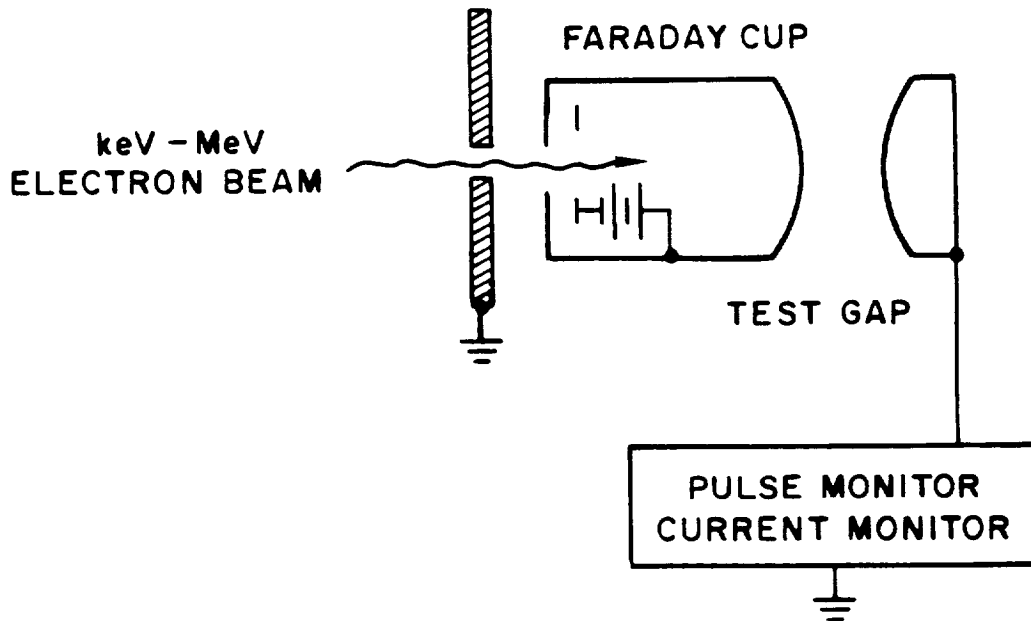 FARADAY CUP
keV - MeV
ELECTRON BEAM
TEST GAP
PULSE MONITOR
CURRENT MONITOR